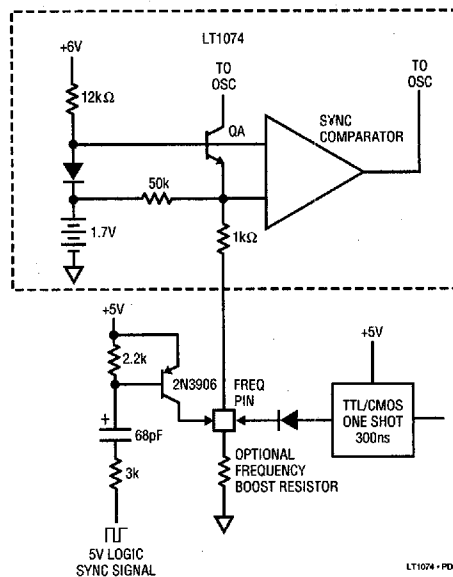 LT1074
+6V
TO
OSC
TO
OSC
12kΩ
QA
SYNC
COMPARATOR
50k
1.7V
1kΩ
+5V
2.2k
2N3906
FREQ
PIN
+5V
TTL/CMOS
ONE SHOT
300ns
+
68pF
3k
OPTIONAL
FREQUENCY
BOOST RESISTOR
5V LOGIC
SYNC SIGNAL
LT1074 • PD